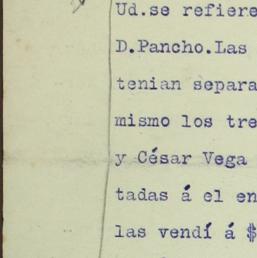 Ud.se refiere
D.Pancho.Las
tenian separa
mismo los tre
y César Vega
tadas á el en
las vendí á $